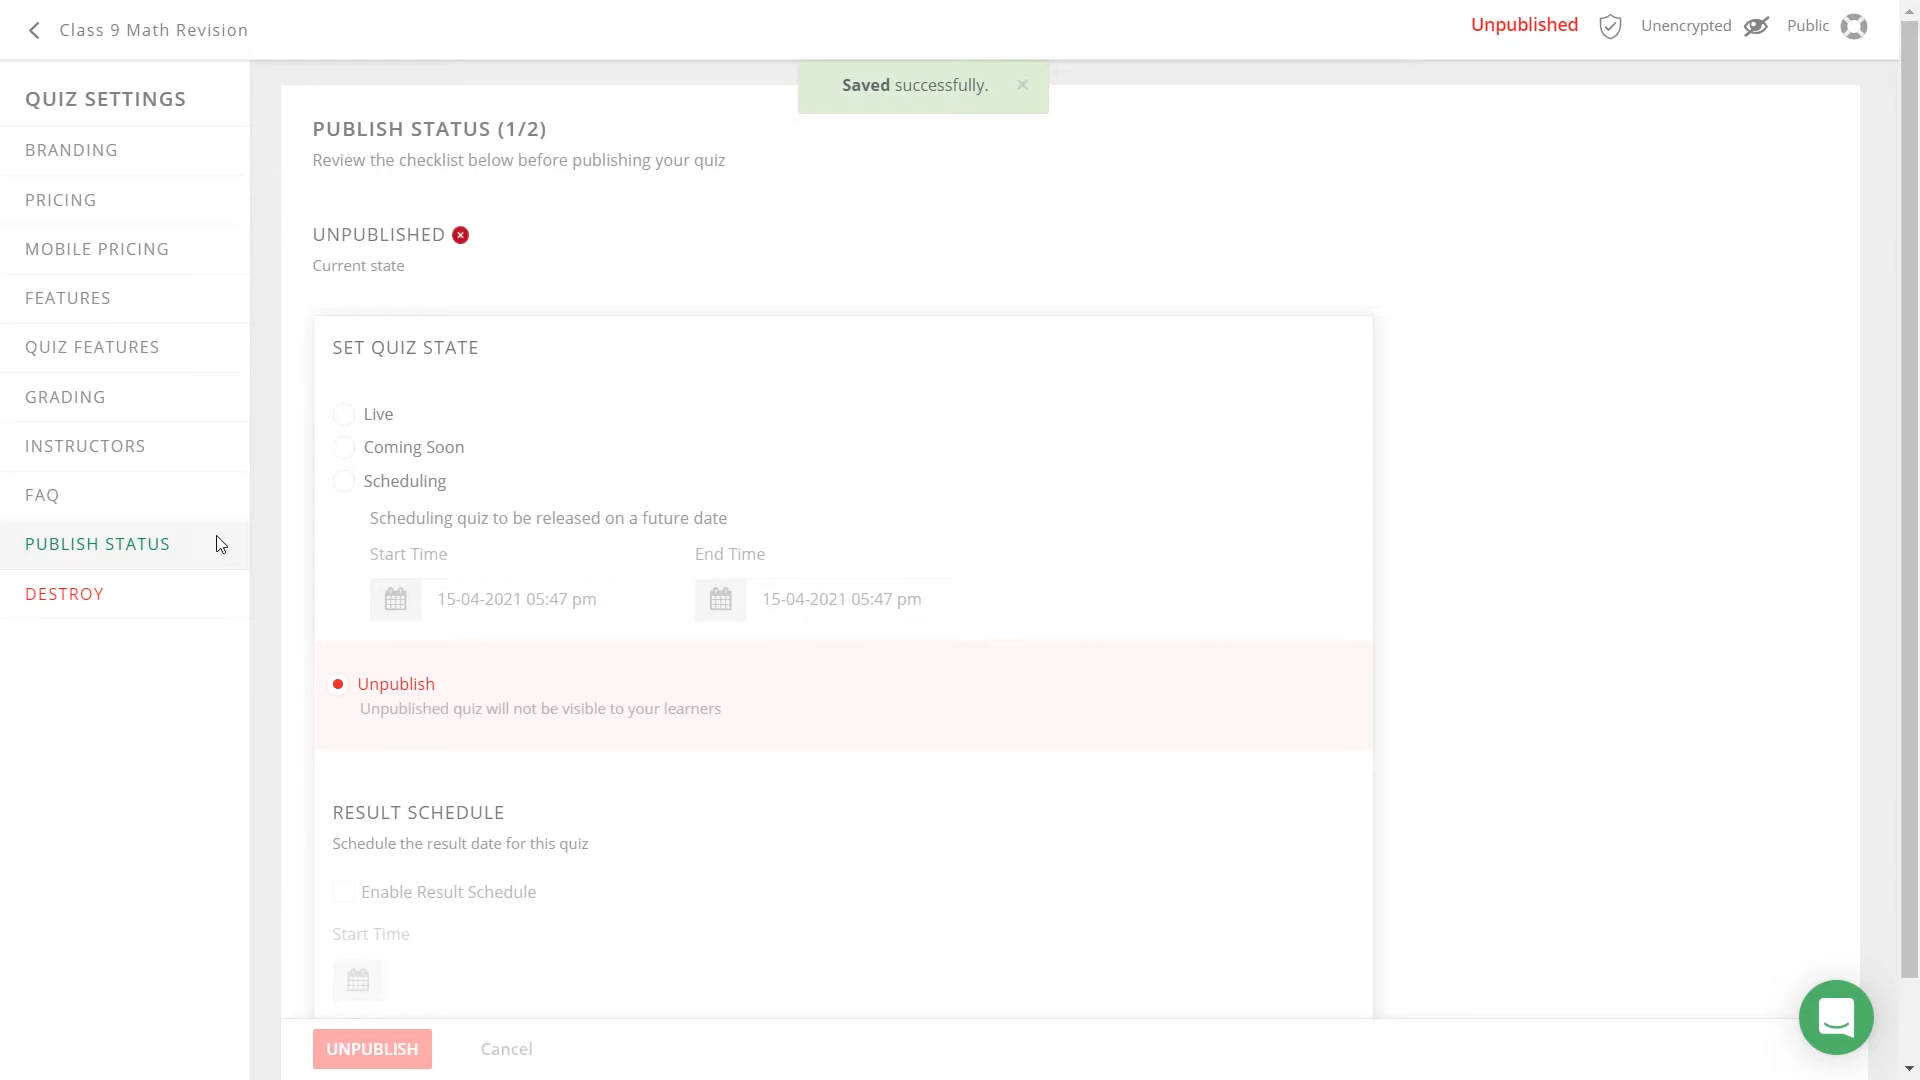 Class 9 Math Revision
Unpublished
Unencrypted
Public
Saved successfully.
QUIZ SETTINGS
BRANDING
PRICING
MOBILE PRICING
FEATURES
QUIZ FEATURES
GRADING
INSTRUCTORS
FAQ
PUBLISH STATUS
DESTROY
PUBLISH STATUS (1/2)
Review the checklist below before publishing your quiz
UNPUBLISHED
Current state
SET QUIZ STATE
Live
Coming Soon
Scheduling
Scheduling quiz to be released on a future date
Start Time End Time
15-04-2021 05:47 pm 15-04-2021 05:47 pm
Unpublish
Unpublished quiz will not be visible to your learners
RESULT SCHEDULE
Schedule the result date for this quiz
Enable Result Schedule
Start Time
UNPUBLISH Cancel